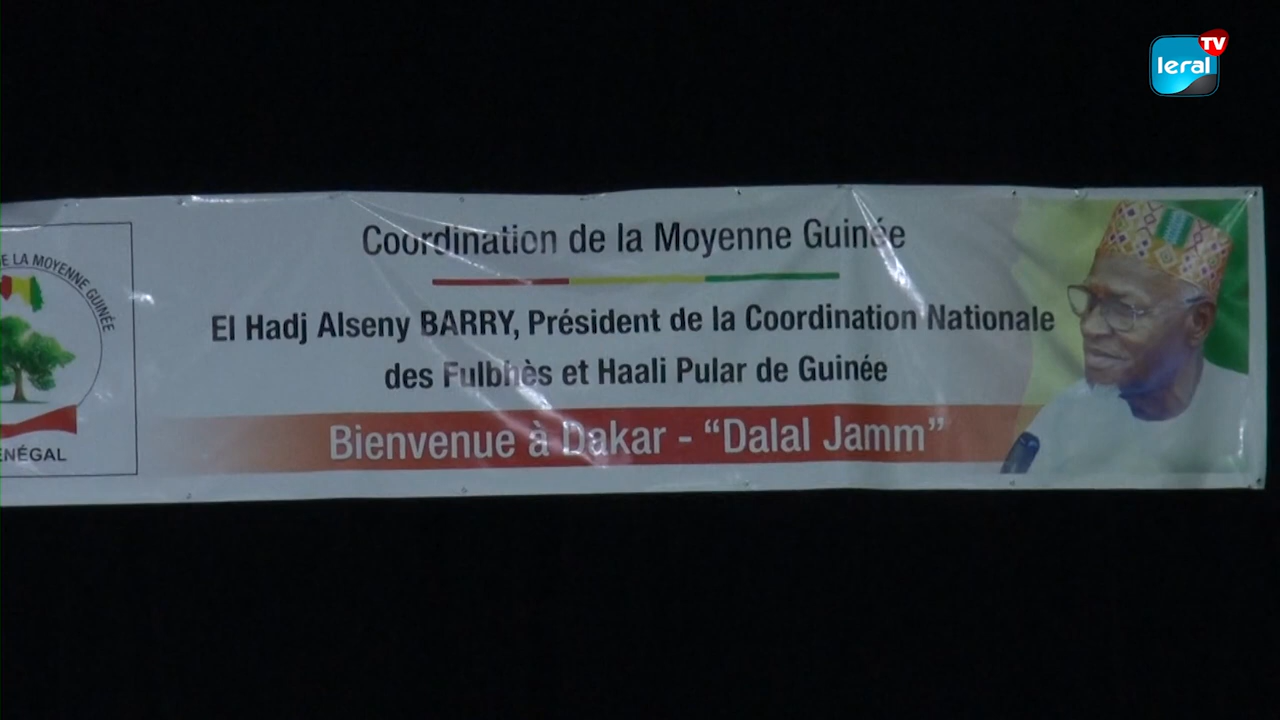 leral TV
E LA MOYENNE GUINÉE
ÉNÉGAL
Coordination de la Moyenne Guinée
El Hadj Alseny BARRY, Président de la Coordination Nationale
des Fulbhès et Haali Pular de Guinée
Bienvenue à Dakar - “Dalal Jamm”